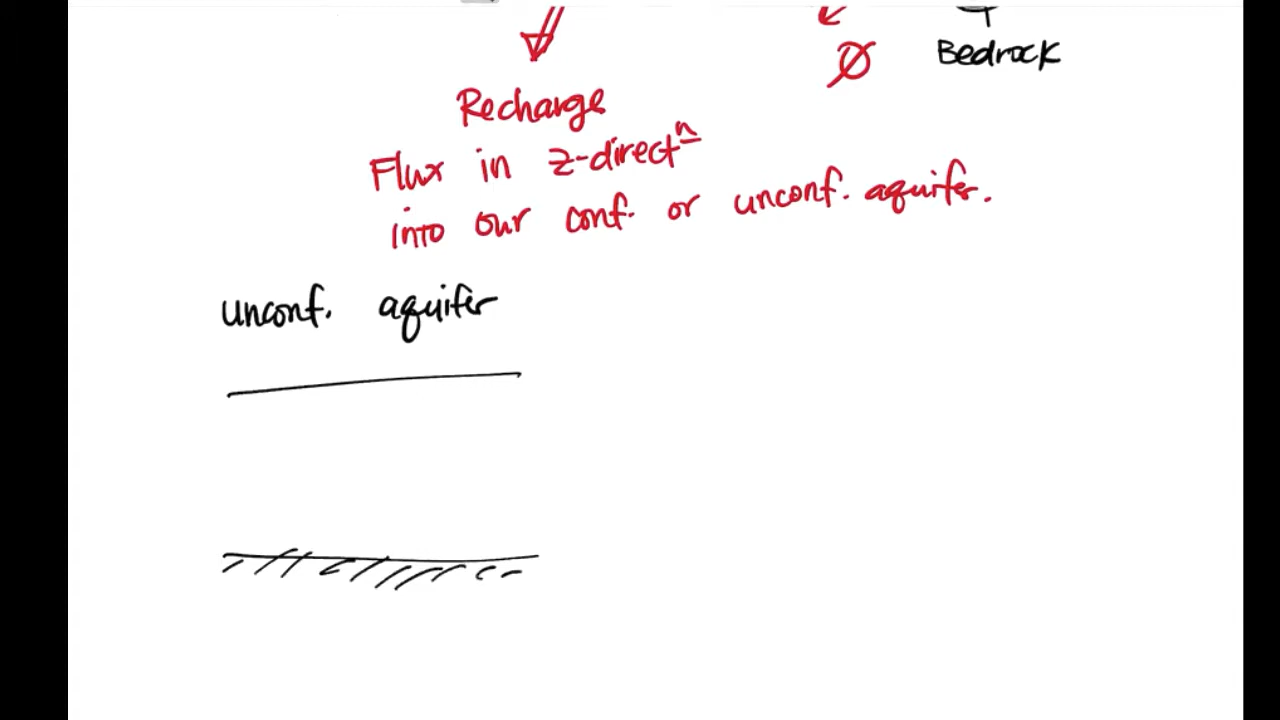 Ø
Bedrock
Recharge
Flux in z-directⁿ
into our conf. or unconf. aquifer.
unconf. aquifer